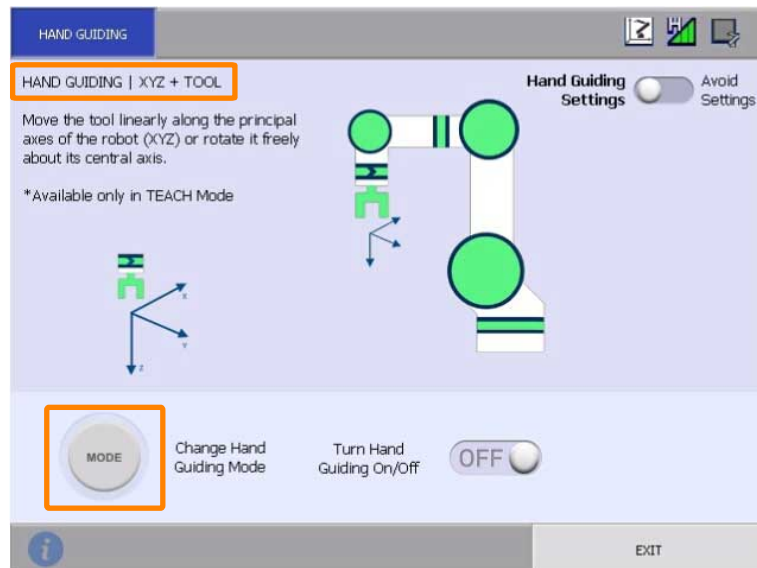 HAND GUIDING
HAND GUIDING | XYZ + TOOL
Move the tool linearly along the principal
axes of the robot (XYZ) or rotate it freely
about its central axis.
*Available only in TEACH Mode
Hand Guiding
Settings
Avoid
Settings
X
Y
Z
MODE
Change Hand
Guiding Mode
Turn Hand
Guiding On/Off
OFF
EXIT